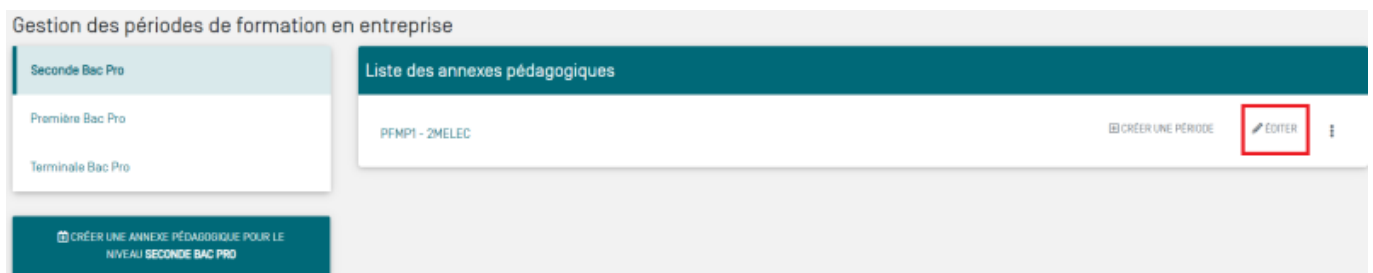 Gestion des périodes de formation en entreprise
Seconde Bac Pro
Première Bac Pro
Terminale Bac Pro
CRÉER UNE ANNEXE PÉDAGOGIQUE POUR LE
NIVEAU SECONDE BAC PRO
Liste des annexes pédagogiques
PFMP1 - 2MELEC
CRÉER UNE PÉRIODE
ÉDITER